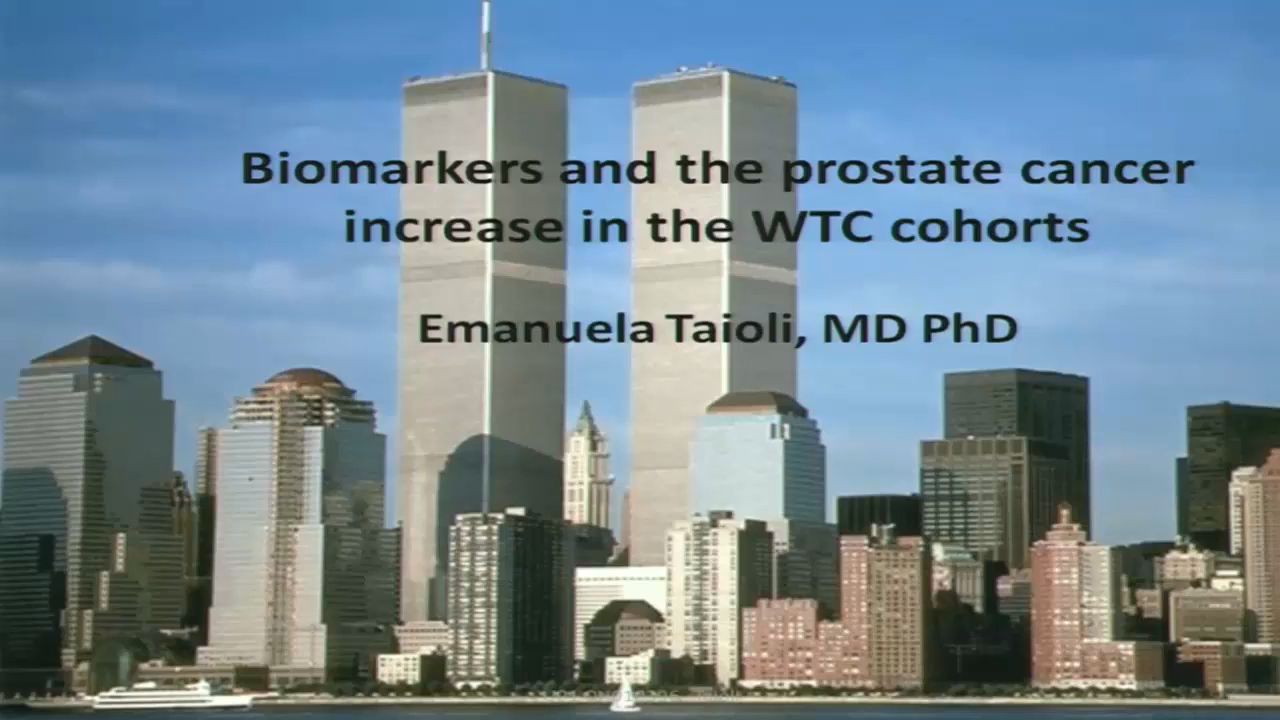 Biomarkers and the prostate cancer
increase in the WTC cohorts
Emanuela Taioli, MD PhD